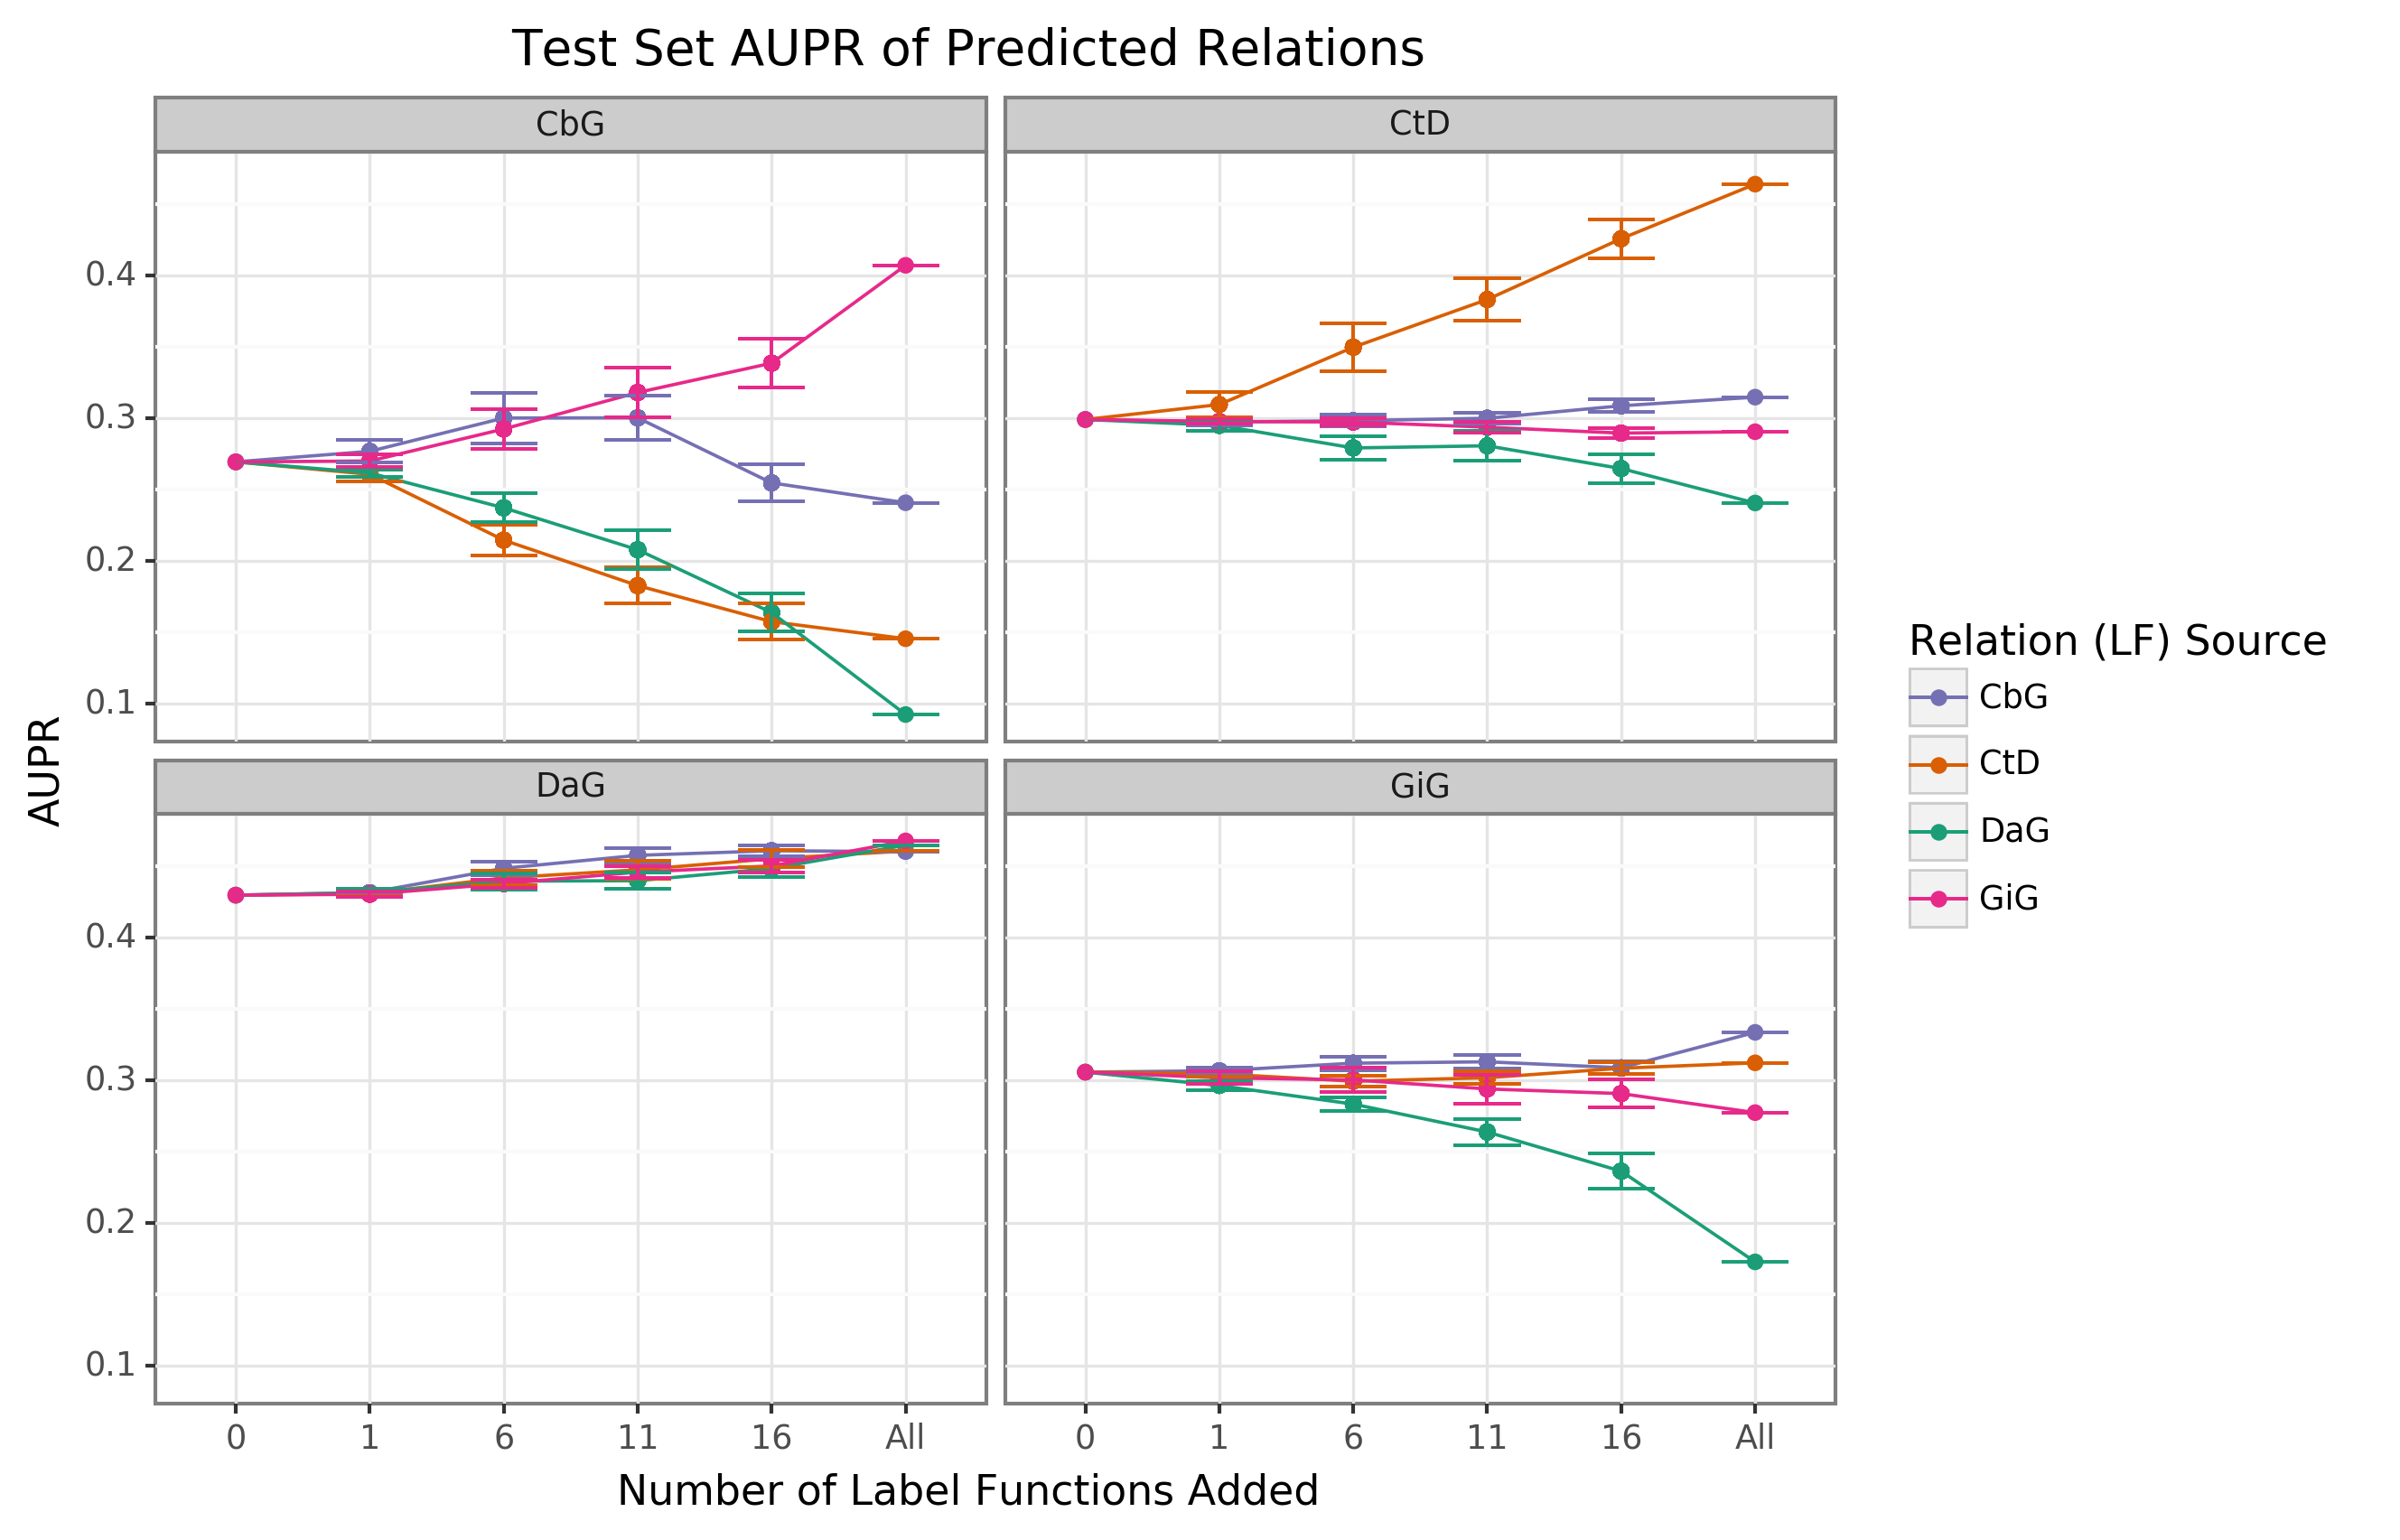 Test Set AUPR of Predicted Relations
CbG
CtD
0.4
0.3
0.2
0.1
DaG
GiG
0.4
0.3
0.2
0.1
AUPR
0 1 6 11 16 All
0 1 6 11 16 All
Number of Label Functions Added
Relation (LF) Source
CbG
CtD
DaG
GiG